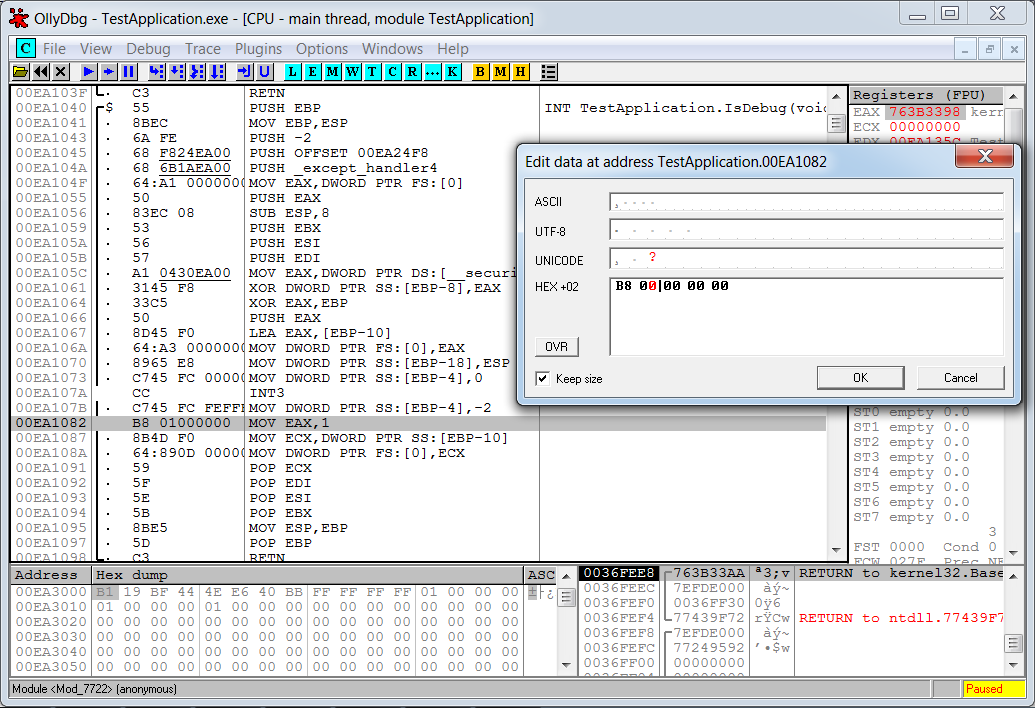 OllyDbg - TestApplication.exe - [CPU - main thread, module TestApplication]
C File View Debug Trace Plugins Options Windows Help
L E M W T C R ... K B M H
00EA103F C3 RETN
00EA1040 $ 55 PUSH EBP INT TestApplication.IsDebug(void
00EA1041 8BEC MOV EBP,ESP
00EA1043 6A FE PUSH -2
00EA1045 68 F824EA00 PUSH OFFSET 00EA24F8
00EA104A 68 6B1AEA00 PUSH _except_handler4
00EA104F 64:A1 0000000 MOV EAX,DWORD PTR FS:[0]
00EA1055 50 PUSH EAX
00EA1056 83EC 08 SUB ESP,8
00EA1059 53 PUSH EBX
00EA105A 56 PUSH ESI
00EA105B 57 PUSH EDI
00EA105C A1 0430EA00 MOV EAX,DWORD PTR DS:[__securi
00EA1061 3145 F8 XOR DWORD PTR SS:[EBP-8],EAX
00EA1064 33C5 XOR EAX,EBP
00EA1066 50 PUSH EAX
00EA1067 8D45 F0 LEA EAX,[EBP-10]
00EA106A 64:A3 0000000 MOV DWORD PTR FS:[0],EAX
00EA1070 8965 E8 MOV DWORD PTR SS:[EBP-18],ESP
00EA1073 C745 FC 00000 MOV DWORD PTR SS:[EBP-4],0
00EA107A CC INT3
00EA107B C745 FC FEFFF MOV DWORD PTR SS:[EBP-4],-2
00EA1082 B8 01000000 MOV EAX,1
00EA1087 8B4D F0 MOV ECX,DWORD PTR SS:[EBP-10]
00EA108A 64:890D 00000 MOV DWORD PTR FS:[0],ECX
00EA1091 59 POP ECX
00EA1092 5F POP EDI
00EA1093 5E POP ESI
00EA1094 5B POP EBX
00EA1095 8BE5 MOV ESP,EBP
00EA1097 5D POP EBP
00EA1098 C3 RETN
Registers (FPU)
EAX 763B3398 kern
ECX 00000000
EDX 00EA135C Test
Edit data at address TestApplication.00EA1082
ASCII
UTF-8
UNICODE ?
HEX +02 B8 00 00 00 00
OVR
Keep size
OK Cancel
ST0 empty 0.0
ST1 empty 0.0
ST2 empty 0.0
ST3 empty 0.0
ST4 empty 0.0
ST5 empty 0.0
ST6 empty 0.0
ST7 empty 0.0
3
FST 0000 Cond 0
FCW 027F Prec NE
Address Hex dump ASC
00EA3000 B1 19 BF 44 4E E6 40 BB FF FF FF FF 01 00 00 00
00EA3010 01 00 00 00 01 00 00 00 00 00 00 00 00 00 00 00
00EA3020 00 00 00 00 00 00 00 00 00 00 00 00 00 00 00 00
00EA3030 00 00 00 00 00 00 00 00 00 00 00 00 00 00 00 00
00EA3040 00 00 00 00 00 00 00 00 00 00 00 00 00 00 00 00
00EA3050 00 00 00 00 00 00 00 00 00 00 00 00 00 00 00 00
0036FEE8 763B33AA ª3;v RETURN to kernel32.Base
0036FEEC 7EFDE000 àý~
0036FEF0 0036FF30 0ÿ6
0036FEF4 77439F72 rŸCw RETURN to ntdll.77439F72
0036FEF8 7EFDE000 àý~
0036FEFC 77249592 ’•$w
0036FF00 00000000
Module <Mod_7722> (anonymous) Paused